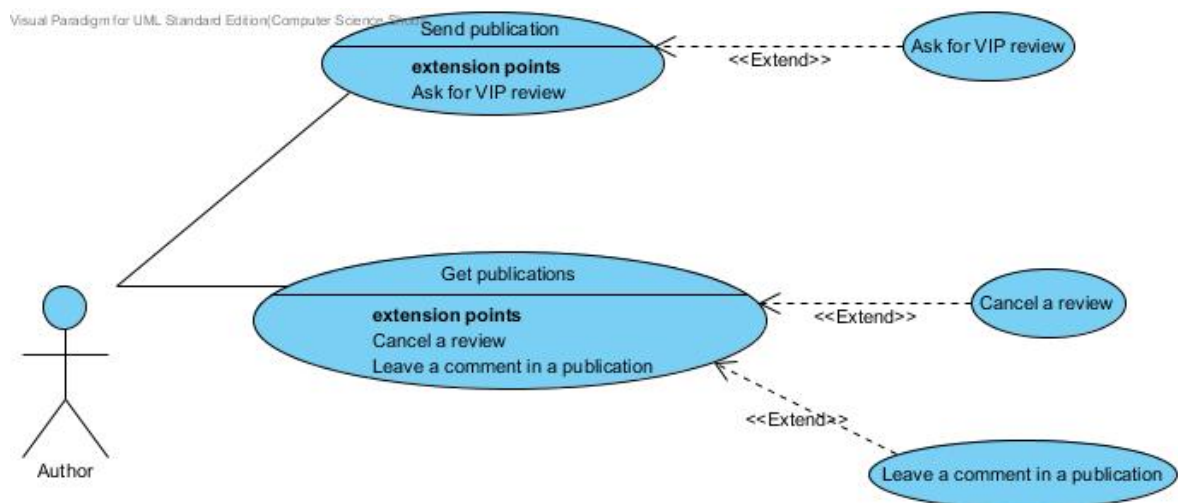 Visual Paradigm for UML Standard Edition(Computer Science
Send publication
extension points
Ask for VIP review
<<Extend>>
Ask for VIP review
Get publications
extension points
Cancel a review
Leave a comment in a publication
<<Extend>>
Cancel a review
<<Extend>>
Leave a comment in a publication
Author